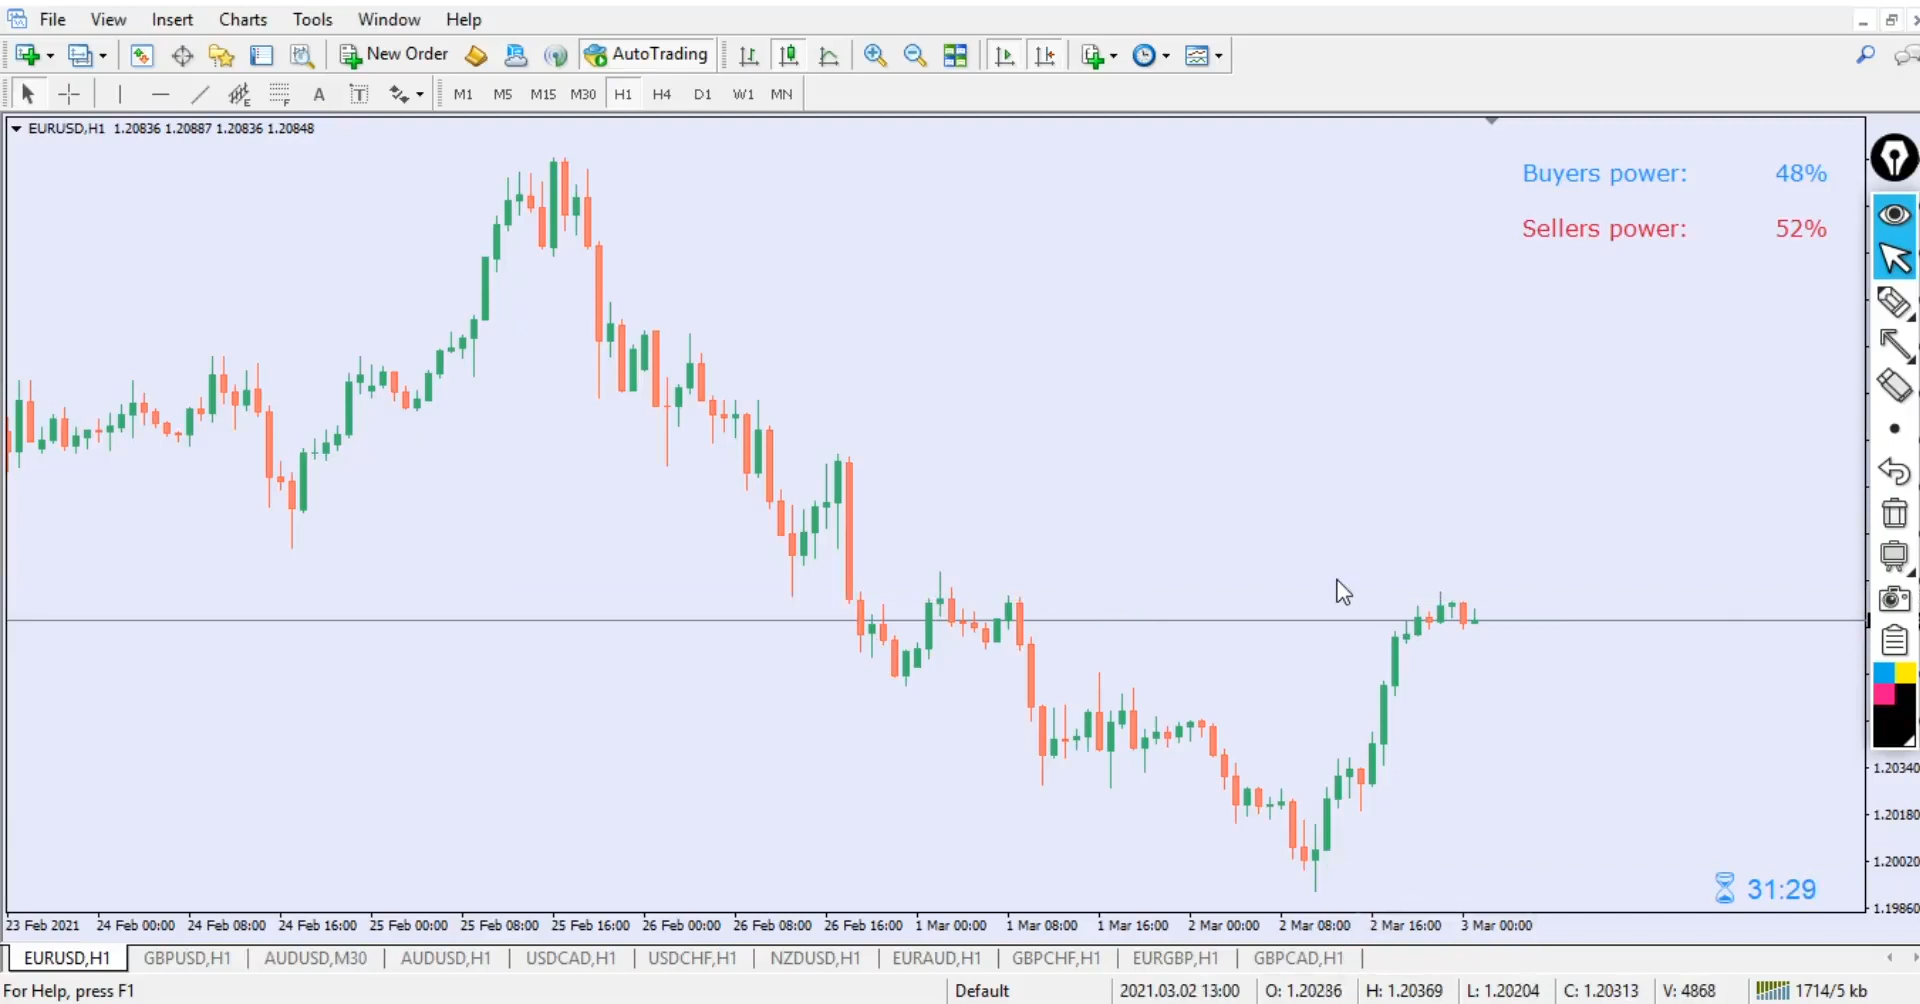 File View Insert Charts Tools Window Help
New Order AutoTrading
A T M1 M5 M15 M30 H1 H4 D1 W1 MN
EURUSD,H1 1.20836 1.20887 1.20836 1.20848
Buyers power: 48%
Sellers power: 52%
1.20340
1.20180
1.20020
31:29
1.19860
23 Feb 2021 24 Feb 00:00 24 Feb 08:00 24 Feb 16:00 25 Feb 00:00 25 Feb 08:00 25 Feb 16:00 26 Feb 00:00 26 Feb 08:00 26 Feb 16:00 1 Mar 00:00 1 Mar 08:00 1 Mar 16:00 2 Mar 00:00 2 Mar 08:00 2 Mar 16:00 3 Mar 00:00
EURUSD,H1 GBPUSD,H1 AUDUSD,M30 AUDUSD,H1 USDCAD,H1 USDCHF,H1 NZDUSD,H1 EURAUD,H1 GBPCHF,H1 EURGBP,H1 GBPCAD,H1
For Help, press F1 Default 2021.03.02 13:00 O: 1.20286 H: 1.20369 L: 1.20204 C: 1.20313 V: 4868 1714/5 kb